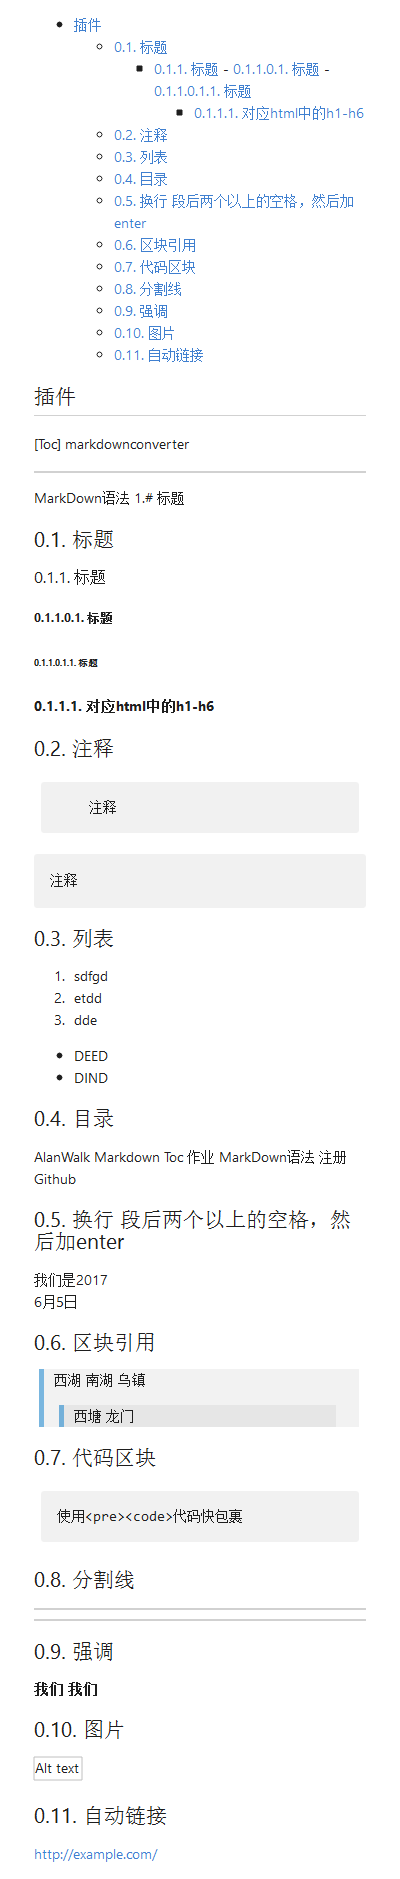 插件
0.1. 标题
0.1.1. 标题 - 0.1.1.0.1. 标题 -
0.1.1.0.1.1. 标题
0.1.1.1. 对应html中的h1-h6
0.2. 注释
0.3. 列表
0.4. 目录
0.5. 换行 段后两个以上的空格，然后加
enter
0.6. 区块引用
0.7. 代码区块
0.8. 分割线
0.9. 强调
0.10. 图片
0.11. 自动链接
插件
[Toc] markdownconverter
MarkDown语法 1.# 标题
0.1. 标题
0.1.1. 标题
0.1.1.0.1. 标题
0.1.1.0.1.1. 标题
0.1.1.1. 对应html中的h1-h6
0.2. 注释
注释
注释
0.3. 列表
1. sdfgd
2. etdd
3. dde
DEED
DIND
0.4. 目录
AlanWalk Markdown Toc 作业 MarkDown语法 注册
Github
0.5. 换行 段后两个以上的空格，然
后加enter
我们是2017
6月5日
0.6. 区块引用
西湖 南湖 乌镇
西塘 龙门
0.7. 代码区块
使用<pre><code>代码快包裹
0.8. 分割线
0.9. 强调
我们 我们
0.10. 图片
Alt text
0.11. 自动链接
http://example.com/